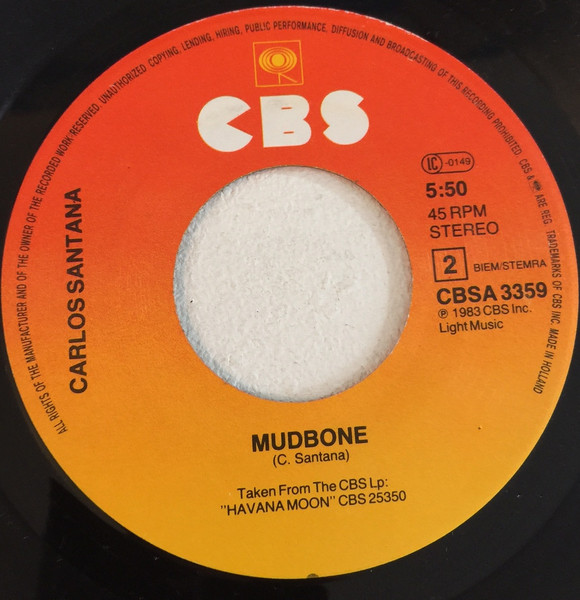 ALL RIGHTS OF THE MANUFACTURER AND OF THE OWNER OF THE RECORDED WORK RESERVED. UNAUTHORIZED COPYING, LENDING, HIRING, PUBLIC PERFORMANCE, DIFFUSION AND BROADCASTING OF THIS RECORDING PROHIBITED. CBS & ARE REG. TRADEMARKS OF CBS INC. MADE IN HOLLAND
CBS
CARLOS SANTANA
IC -0149
5:50
45 RPM
STEREO
2 BIEM/STEMRA
CBSA 3359
℗ 1983 CBS Inc.
Light Music
MUDBONE
(C. Santana)
Taken From The CBS Lp:
"HAVANA MOON" CBS 25350